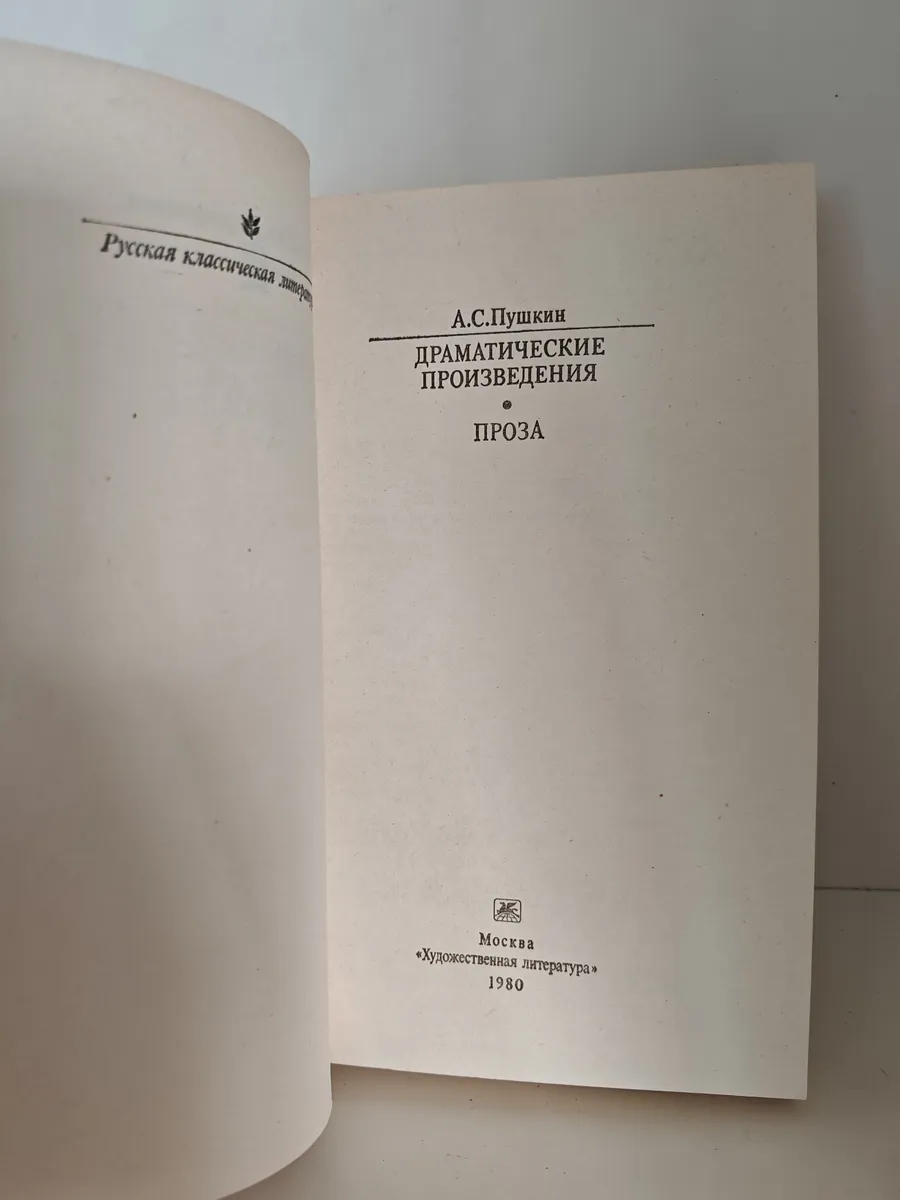 Русская классическая
А.С.Пушкин
ДРАМАТИЧЕСКИЕ
ПРОИЗВЕДЕНИЯ
ПРОЗА
Москва
«Художественная литература»
1980